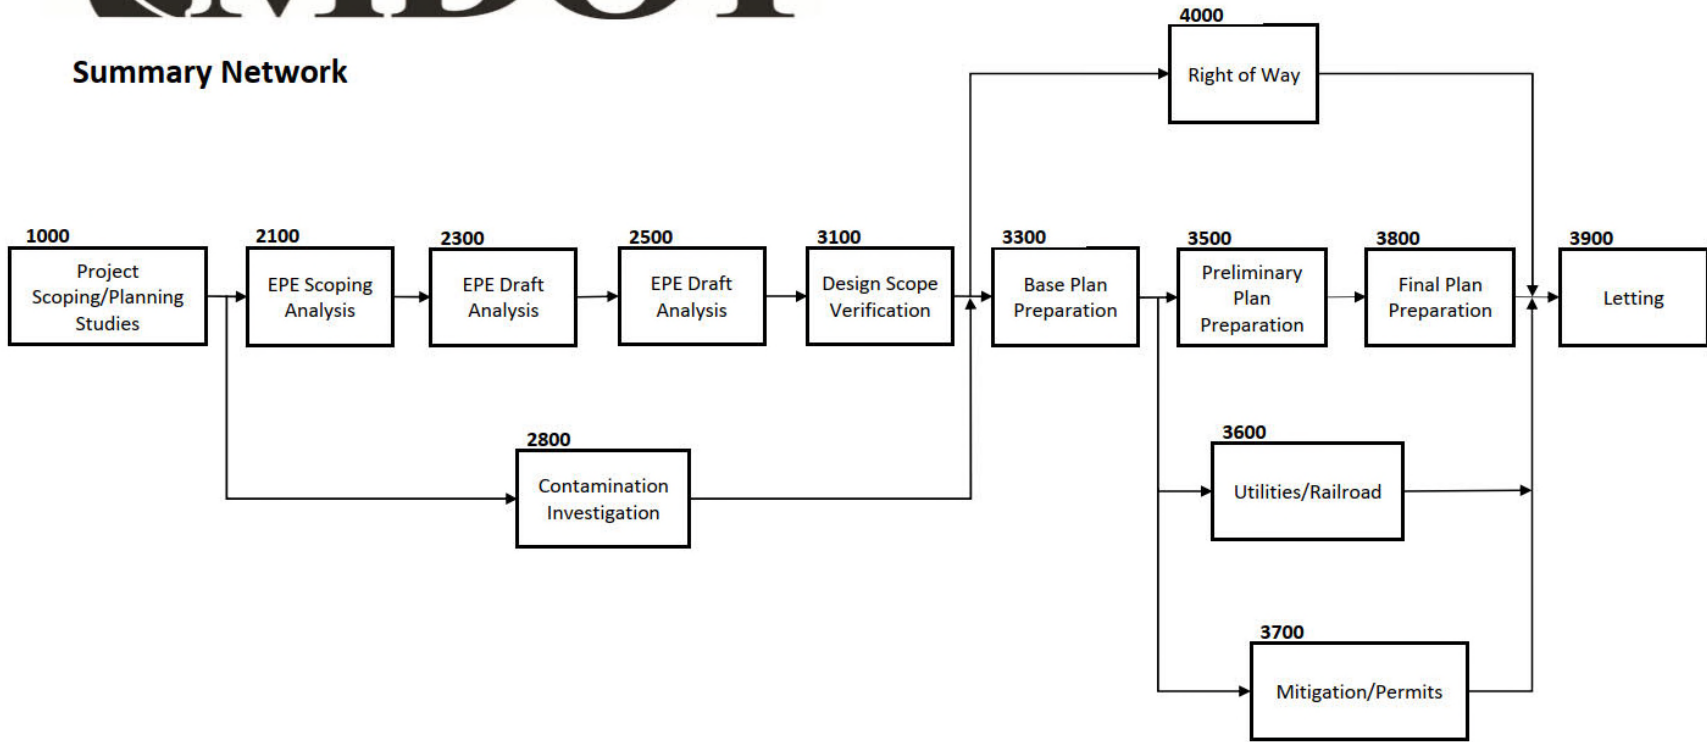 MDOT
Summary Network
4000
Right of Way
1000
Project
Scoping/Planning
Studies
2100
EPE Scoping
Analysis
2300
EPE Draft
Analysis
2500
EPE Draft
Analysis
3100
Design Scope
Verification
3300
Base Plan
Preparation
3500
Preliminary
Plan
Preparation
3800
Final Plan
Preparation
3900
Letting
2800
Contamination
Investigation
3600
Utilities/Railroad
3700
Mitigation/Permits